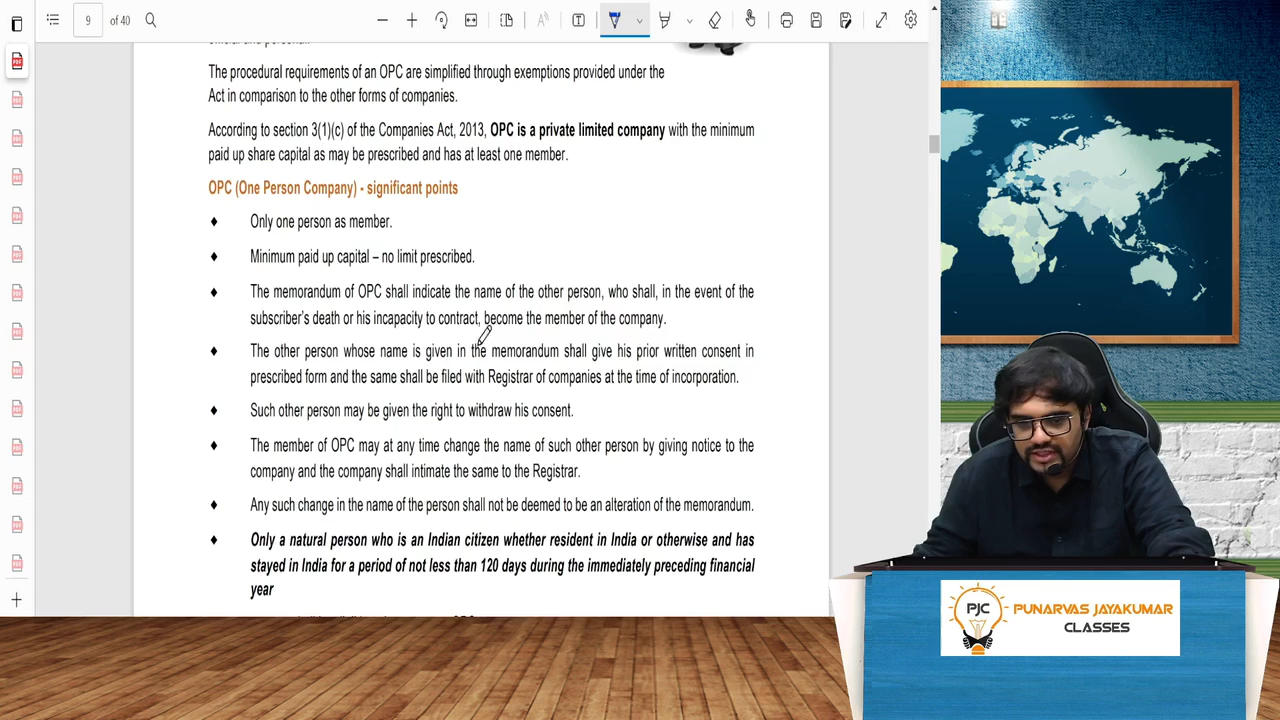 9 of 40
The procedural requirements of an OPC are simplified through exemptions provided under the
Act in comparison to the other forms of companies.
According to section 3(1)(c) of the Companies Act, 2013, OPC is a private limited company with the minimum
paid up share capital as may be prescribed and has at least one member.
OPC (One Person Company) - significant points
♦ Only one person as member.
♦ Minimum paid up capital – no limit prescribed.
♦ The memorandum of OPC shall indicate the name of the other person, who shall, in the event of the
subscriber's death or his incapacity to contract, become the member of the company.
♦ The other person whose name is given in the memorandum shall give his prior written consent in
prescribed form and the same shall be filed with Registrar of companies at the time of incorporation.
♦ Such other person may be given the right to withdraw his consent.
♦ The member of OPC may at any time change the name of such other person by giving notice to the
company and the company shall intimate the same to the Registrar.
♦ Any such change in the name of the person shall not be deemed to be an alteration of the memorandum.
♦ Only a natural person who is an Indian citizen whether resident in India or otherwise and has
stayed in India for a period of not less than 120 days during the immediately preceding financial
year
PJC
PUNARVAS JAYAKUMAR
CLASSES